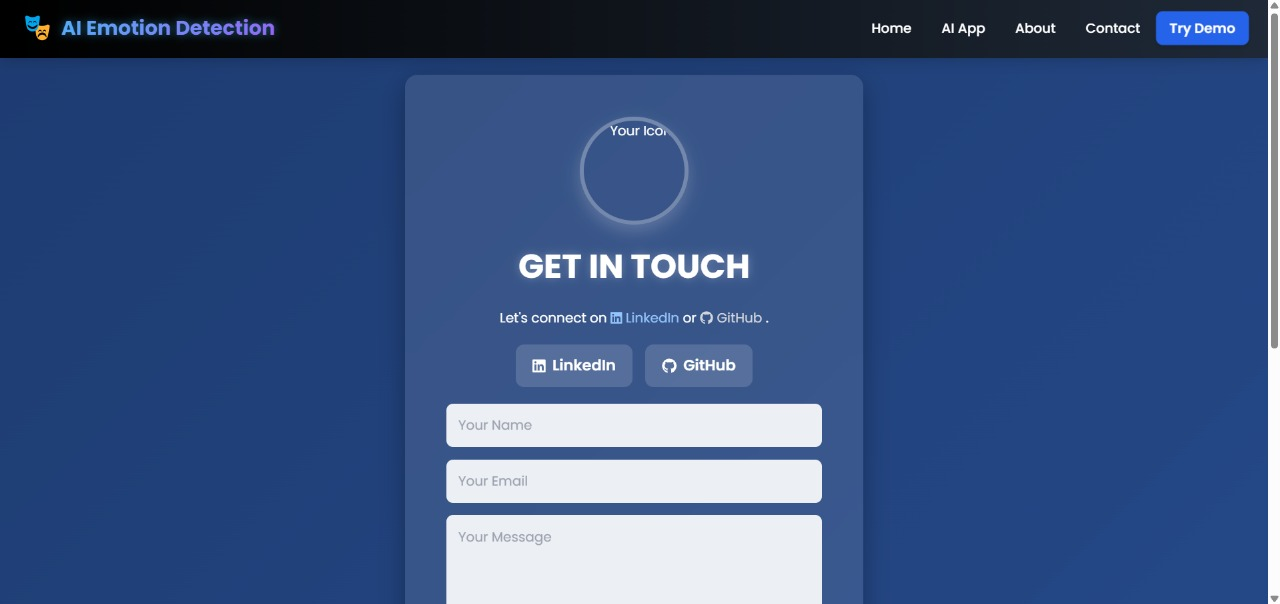 AI Emotion Detection
Home AI App About Contact Try Demo
Your Icon
GET IN TOUCH
Let's connect on LinkedIn or GitHub .
LinkedIn GitHub
Your Name
Your Email
Your Message